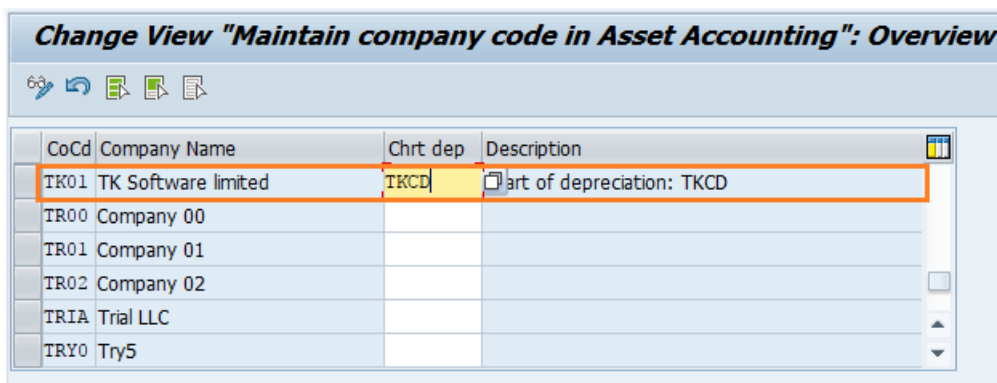 Change View "Maintain company code in Asset Accounting": Overview
CoCd Company Name Chrt dep Description
TK01 TK Software limited TKCD art of depreciation: TKCD
TR00 Company 00
TR01 Company 01
TR02 Company 02
TRIA Trial LLC
TRY0 Try5